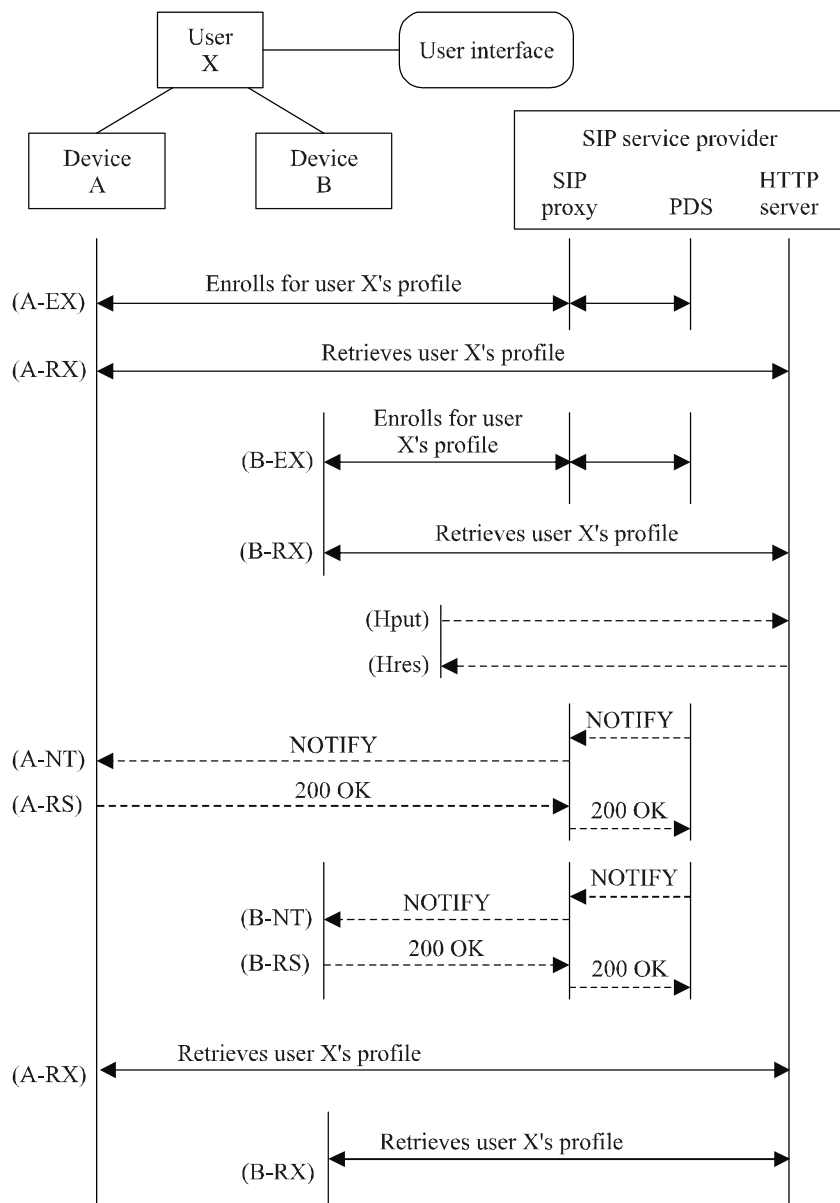 User
X
User interface
Device
A
Device
B
SIP service provider
SIP
proxy
PDS
HTTP
server
Enrolls for user X's profile
(A-EX)
Retrieves user X's profile
(A-RX)
Enrolls for user
X's profile
(B-EX)
Retrieves user X's profile
(B-RX)
(Hput)
(Hres)
NOTIFY
NOTIFY
(A-NT)
200 OK
(A-RS)
200 OK
NOTIFY
NOTIFY
(B-NT)
200 OK
(B-RS)
200 OK
Retrieves user X's profile
(A-RX)
Retrieves user X's profile
(B-RX)